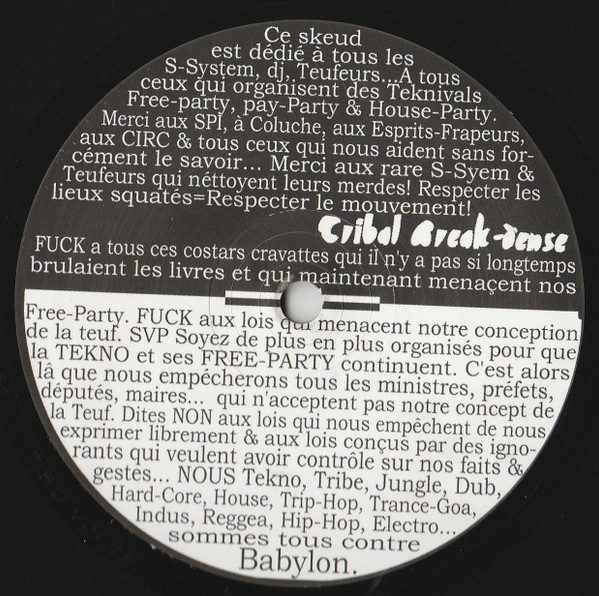 Ce skeud
est dédié à tous les
S-System, dj, Teufeurs...A tous
ceux qui organisent des Teknivals
Free-party, pay-Party & House-Party.
Merci aux SPI, à Coluche, aux Esprits-Frapeurs,
aux CIRC & tous ceux qui nous aident sans for-
cément le savoir... Merci aux rare S-Syem &
Teufeurs qui néttoyent leurs merdes! Respecter les
lieux squatés=Respecter le mouvement!
Cribal Break-Dense
FUCK a tous ces costars cravattes qui il n'y a pas si longtemps
brulaient les livres et qui maintenant menaçent nos
Free-Party. FUCK aux lois qui menacent notre conception
de la teuf. SVP Soyez de plus en plus organisés pour que
la TEKNO et ses FREE-PARTY continuent. C'est alors
là que nous empécherons tous les ministres, préfets,
députés, maires... qui n'acceptent pas notre concept de
la Teuf. Dites NON aux lois qui nous empêchent de nous
exprimer librement & aux lois conçus par des igno-
rants qui veulent avoir contrôle sur nos faits &
gestes... NOUS Tekno, Tribe, Jungle, Dub,
Hard-Core, House, Trip-Hop, Trance-Goa,
Indus, Reggea, Hip-Hop, Electro...
sommes tous contre
Babylon.